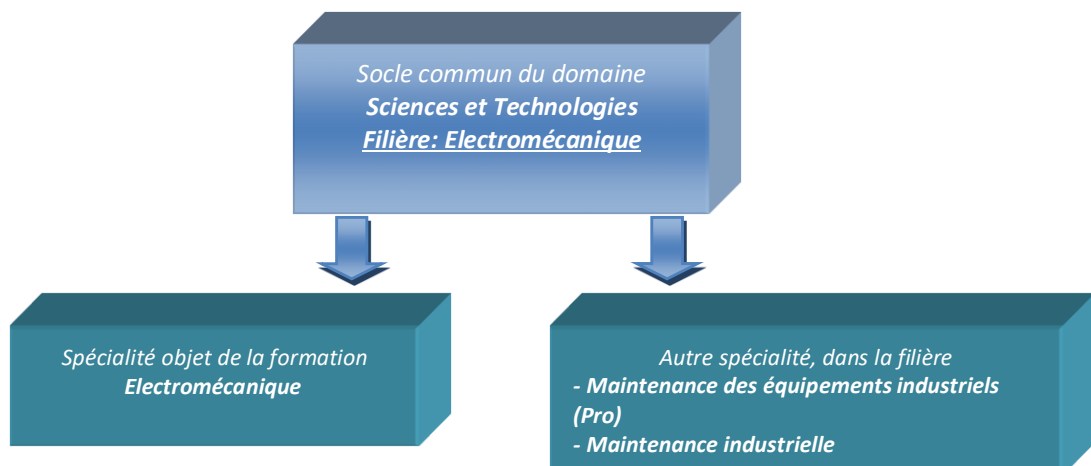 Socle commun du domaine
Sciences et Technologies
Filière: Electromécanique
Spécialité objet de la formation
Electromécanique
Autre spécialité, dans la filière
- Maintenance des équipements industriels
(Pro)
- Maintenance industrielle